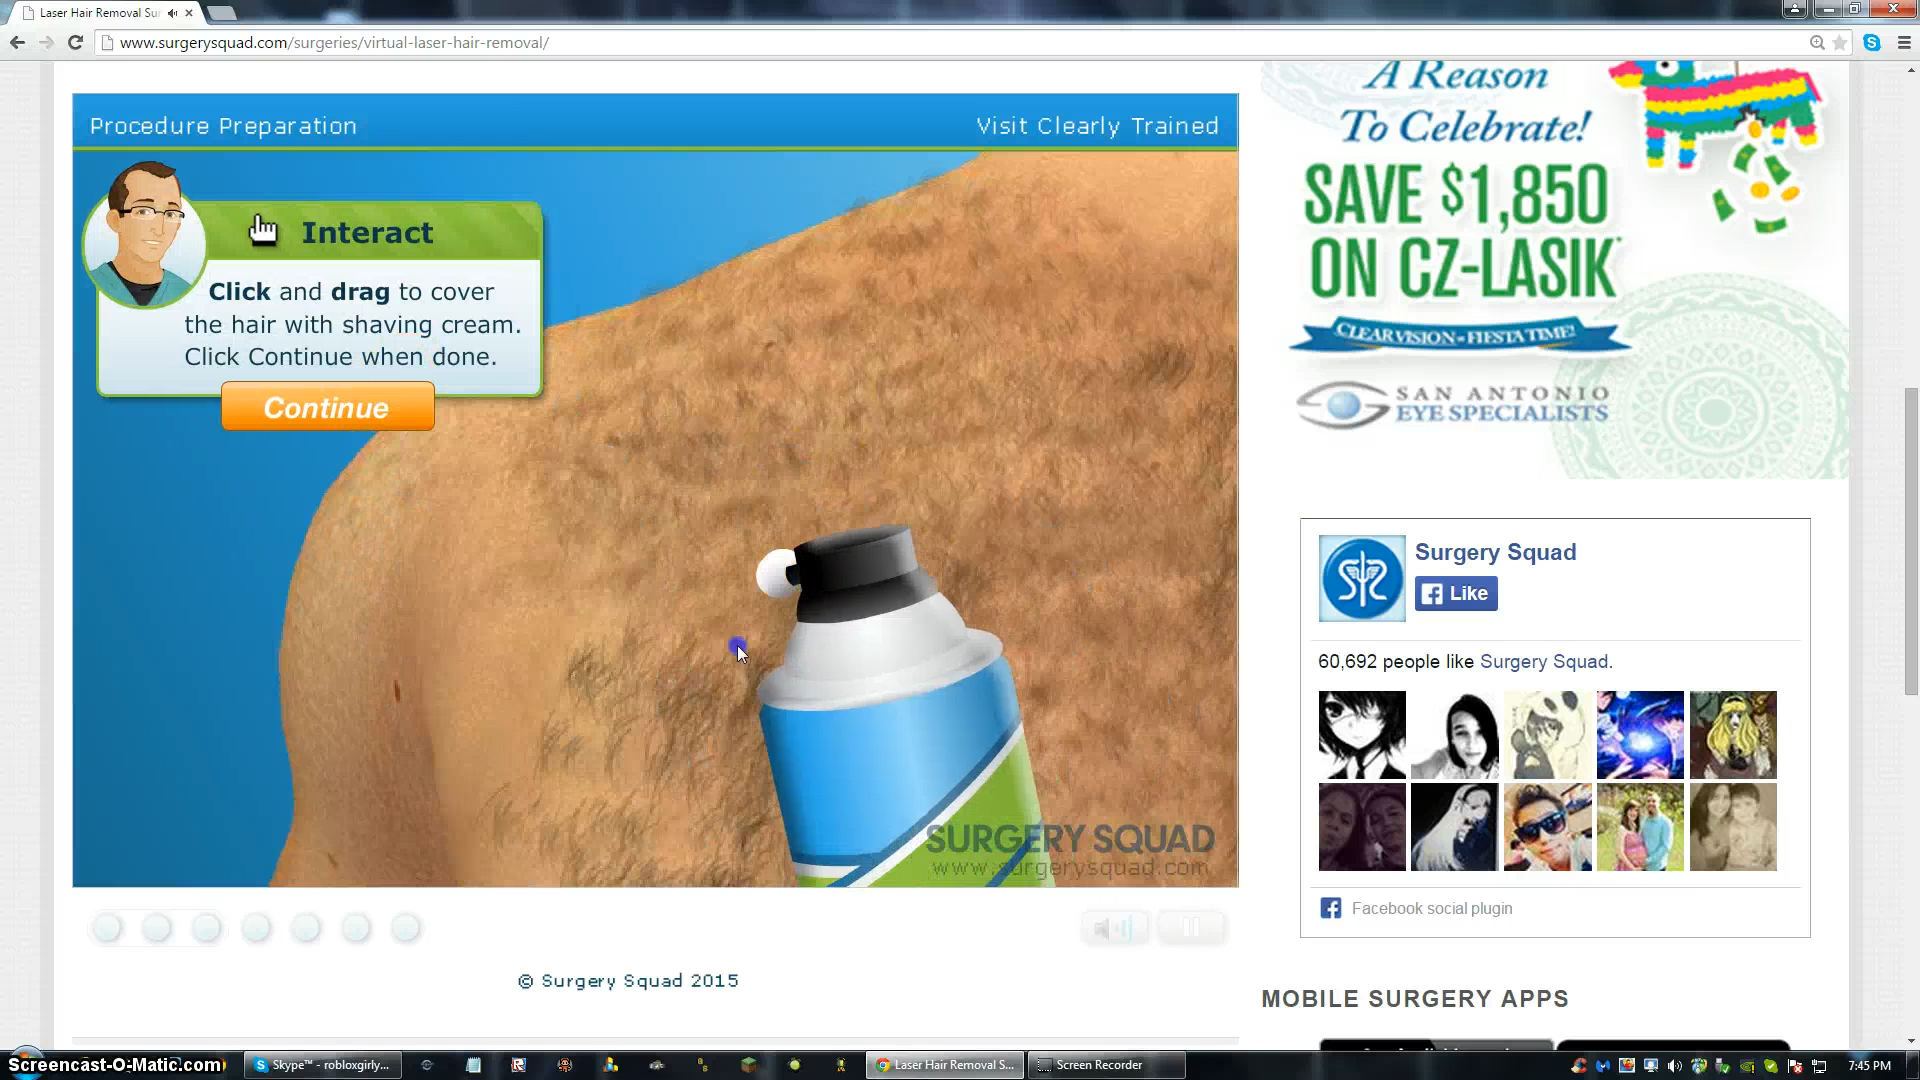 Laser Hair Removal Sur
www.surgerysquad.com/surgeries/virtual-laser-hair-removal/
Procedure Preparation
Visit Clearly Trained
Interact
Click and drag to cover
the hair with shaving cream.
Click Continue when done.
Continue
SURGERY SQUAD
www.surgerysquad.com
© Surgery Squad 2015
A Reason
To Celebrate!
SAVE $1,850
ON CZ-LASIK*
CLEARVISION - FIESTA TIME!
SAN ANTONIO
EYE SPECIALISTS
Surgery Squad
Like
60,692 people like Surgery Squad.
Facebook social plugin
MOBILE SURGERY APPS
Screencast-O-Matic.com
Skype™ - robloxgirly...
Laser Hair Removal S...
Screen Recorder
7:45 PM